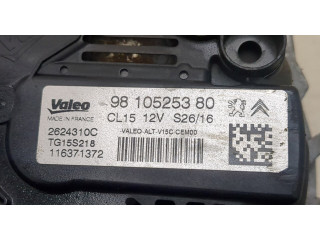 Valeo
MADE IN FRANCE
98 105253 80
CL15 12V S26/16
2624310C
TG15S218
116371372
VALEO-ALT-V15C-CEM00